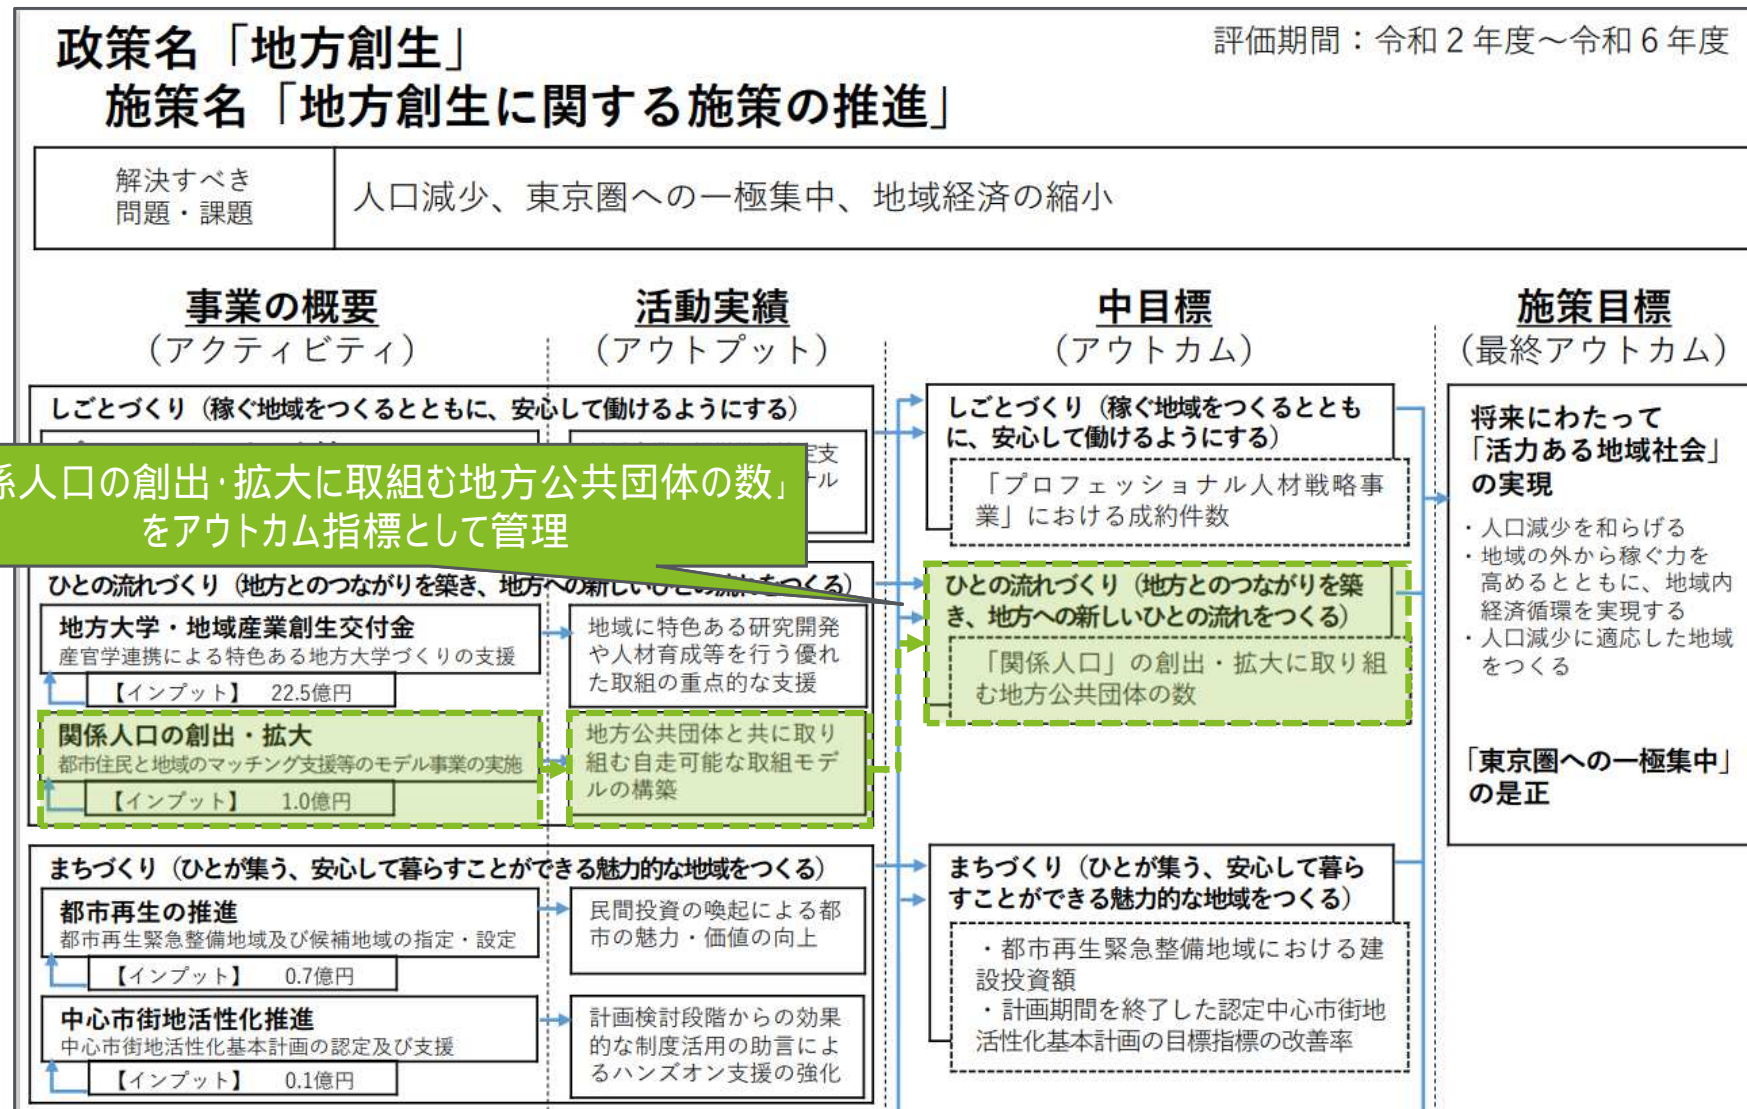 政策名「地方創生」
評価期間：令和２年度～令和６年度
施策名「地方創生に関する施策の推進」
解決すべき
問題・課題
人口減少、東京圏への一極集中、地域経済の縮小
事業の概要
（アクティビティ）
活動実績
（アウトプット）
中目標
（アウトカム）
施策目標
（最終アウトカム）
しごとづくり（稼ぐ地域をつくるとともに、安心して働けるようにする）
係人口の創出･拡大に取組む地方公共団体の数」
をアウトカム指標として管理
ひとの流れづくり（地方とのつながりを築き、地方への新しいひとの流れをつくる）
地方大学・地域産業創生交付金
産官学連携による特色ある地方大学づくりの支援
【インプット】 22.5億円
地域に特色ある研究開発
や人材育成等を行う優れ
た取組の重点的な支援
関係人口の創出・拡大
都市住民と地域のマッチング支援等のモデル事業の実施
【インプット】 1.0億円
地方公共団体と共に取り
組む自走可能な取組モデ
ルの構築
まちづくり（ひとが集う、安心して暮らすことができる魅力的な地域をつくる）
都市再生の推進
都市再生緊急整備地域及び候補地域の指定・設定
【インプット】 0.7億円
民間投資の喚起による都
市の魅力・価値の向上
中心市街地活性化推進
中心市街地活性化基本計画の認定及び支援
【インプット】 0.1億円
計画検討段階からの効果
的な制度活用の助言によ
るハンズオン支援の強化
しごとづくり（稼ぐ地域をつくるととも
に、安心して働けるようにする）
「プロフェッショナル人材戦略事
業」における成約件数
ひとの流れづくり（地方とのつながりを築
き、地方への新しいひとの流れをつくる）
「関係人口」の創出・拡大に取り組
む地方公共団体の数
まちづくり（ひとが集う、安心して暮ら
すことができる魅力的な地域をつくる）
・都市再生緊急整備地域における建
設投資額
・計画期間を終了した認定中心市街地
活性化基本計画の目標指標の改善率
将来にわたって
「活力ある地域社会」
の実現
・人口減少を和らげる
・地域の外から稼ぐ力を
高めるとともに、地域内
経済循環を実現する
・人口減少に適応した地域
をつくる
「東京圏への一極集中」
の是正